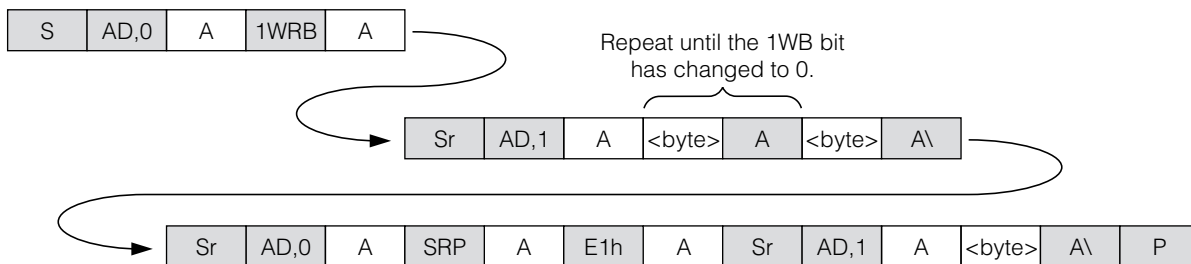 S AD,0 A 1WRB A
Repeat until the 1WB bit
has changed to 0.
Sr AD,1 A <byte> A <byte> A\
Sr AD,0 A SRP A E1h A Sr AD,1 A <byte> A\ P